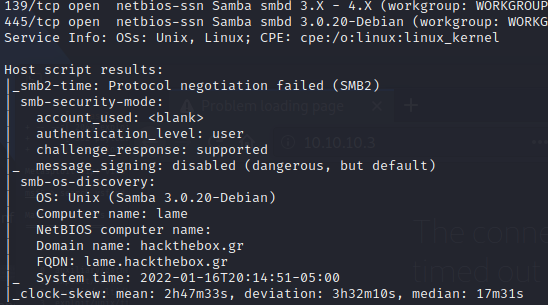 139/tcp open  netbios-ssn Samba smbd 3.X - 4.X (workgroup: WORKGROUP
445/tcp open  netbios-ssn Samba smbd 3.0.20-Debian (workgroup: WORKG
Service Info: OSs: Unix, Linux; CPE: cpe:/o:linux:linux_kernel
Host script results:
|_smb2-time: Protocol negotiation failed (SMB2)
| smb-security-mode:
|   account_used: <blank>
|   authentication_level: user
|   challenge_response: supported
|_  message_signing: disabled (dangerous, but default)
| smb-os-discovery:
|   OS: Unix (Samba 3.0.20-Debian)
|   Computer name: lame
|   NetBIOS computer name:
|   Domain name: hackthebox.gr
|   FQDN: lame.hackthebox.gr
|_  System time: 2022-01-16T20:14:51-05:00
|_clock-skew: mean: 2h47m33s, deviation: 3h32m10s, median: 17m31s
Problem loading page
10.10.10.3
The conne
timed out